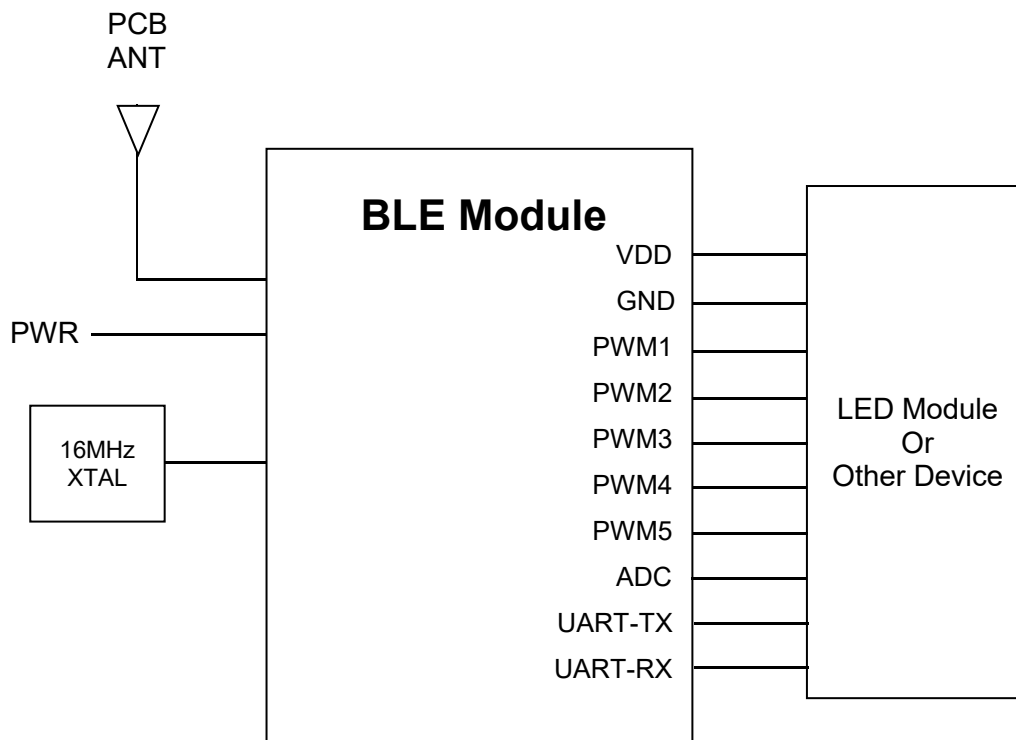 PCB
ANT
BLE Module
VDD
GND
PWR
PWM1
PWM2
PWM3
PWM4
PWM5
ADC
UART-TX
UART-RX
16MHz
XTAL
LED Module
Or
Other Device